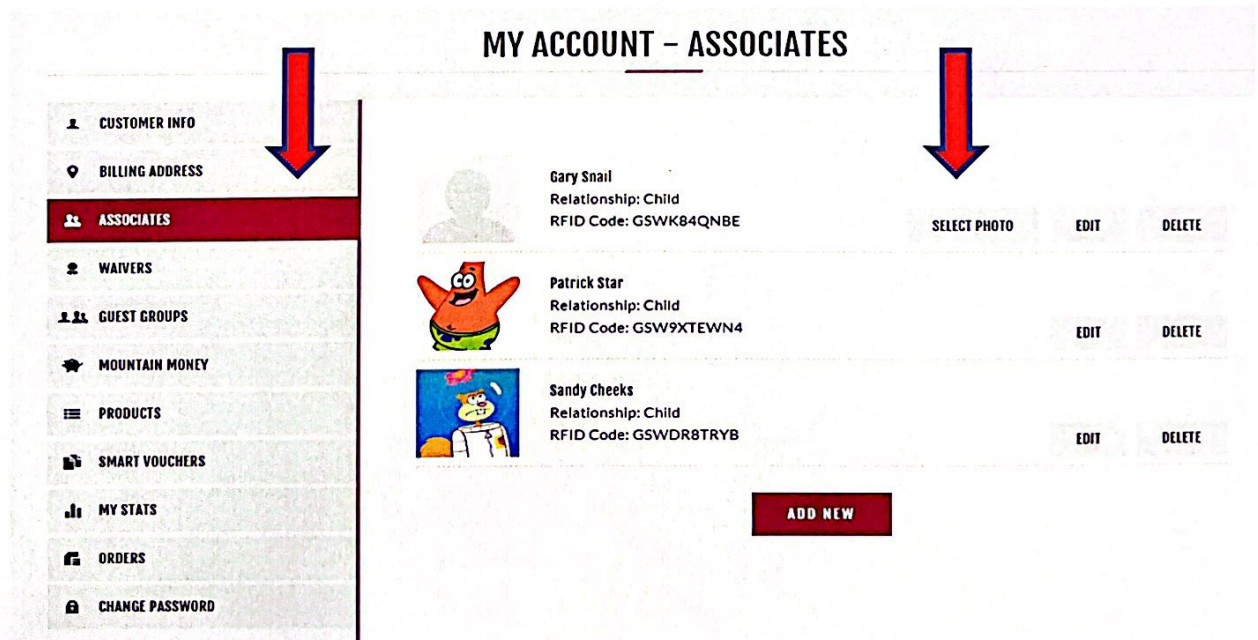 MY ACCOUNT – ASSOCIATES
CUSTOMER INFO
BILLING ADDRESS
ASSOCIATES
WAIVERS
GUEST GROUPS
MOUNTAIN MONEY
PRODUCTS
SMART VOUCHERS
MY STATS
ORDERS
CHANGE PASSWORD
Gary Snail
Relationship: Child
RFID Code: GSWK84QNBE
SELECT PHOTO EDIT DELETE
Patrick Star
Relationship: Child
RFID Code: GSW9XTEWN4
EDIT DELETE
Sandy Cheeks
Relationship: Child
RFID Code: GSWDR8TRYB
EDIT DELETE
ADD NEW